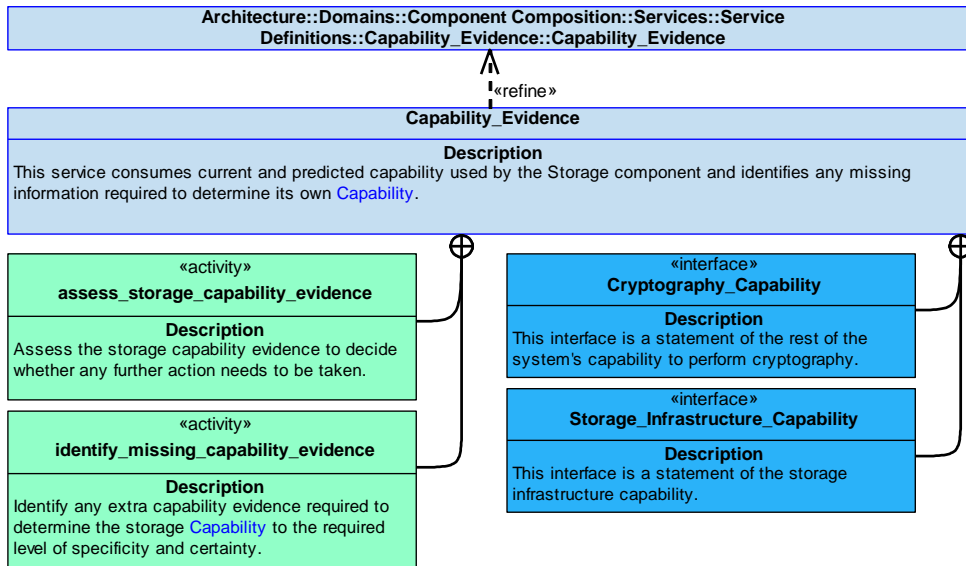 Architecture::Domains::Component Composition::Services::Service
Definitions::Capability_Evidence::Capability_Evidence
«refine»
Capability_Evidence
Description
This service consumes current and predicted capability used by the Storage component and identifies any missing
information required to determine its own Capability.
«activity»
assess_storage_capability_evidence
Description
Assess the storage capability evidence to decide
whether any further action needs to be taken.
«activity»
identify_missing_capability_evidence
Description
Identify any extra capability evidence required to
determine the storage Capability to the required
level of specificity and certainty.
«interface»
Cryptography_Capability
Description
This interface is a statement of the rest of the
system's capability to perform cryptography.
«interface»
Storage_Infrastructure_Capability
Description
This interface is a statement of the storage
infrastructure capability.